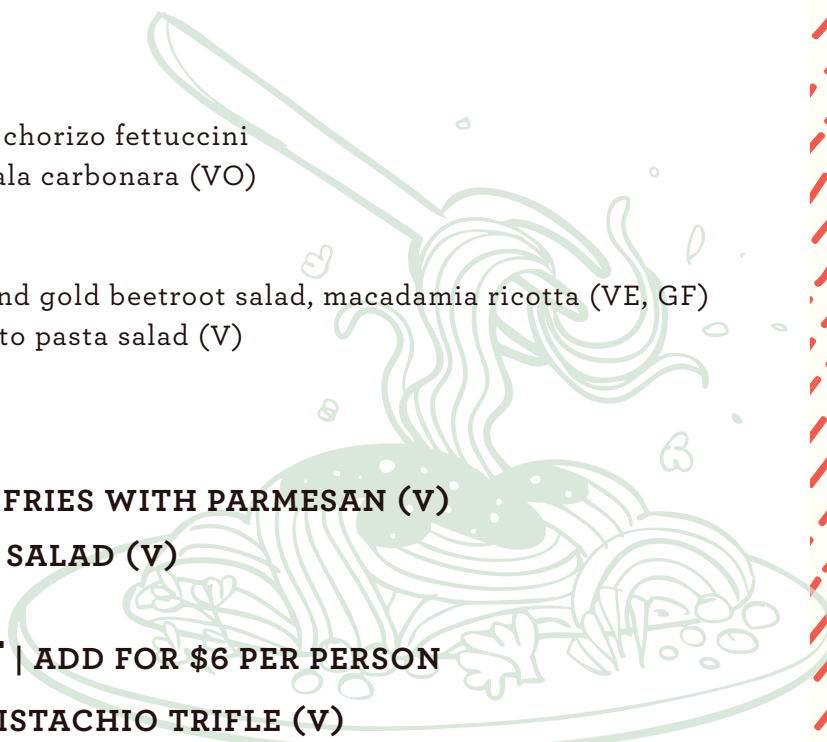 chorizo fettuccini
ala carbonara (VO)
nd gold beetroot salad, macadamia ricotta (VE, GF)
to pasta salad (V)
FRIES WITH PARMESAN (V)
SALAD (V)
| ADD FOR $6 PER PERSON
ISTACHIO TRIFLE (V)